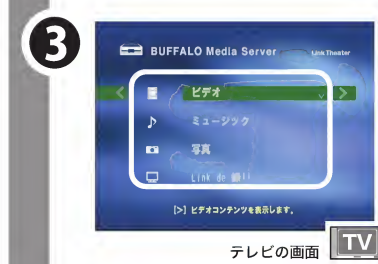 3
BUFFALO Media Server
Link Theater
ビデオ
ミュージック
写真
Link de
[>] ビデオコンテンツを表示します。
テレビの画面
TV